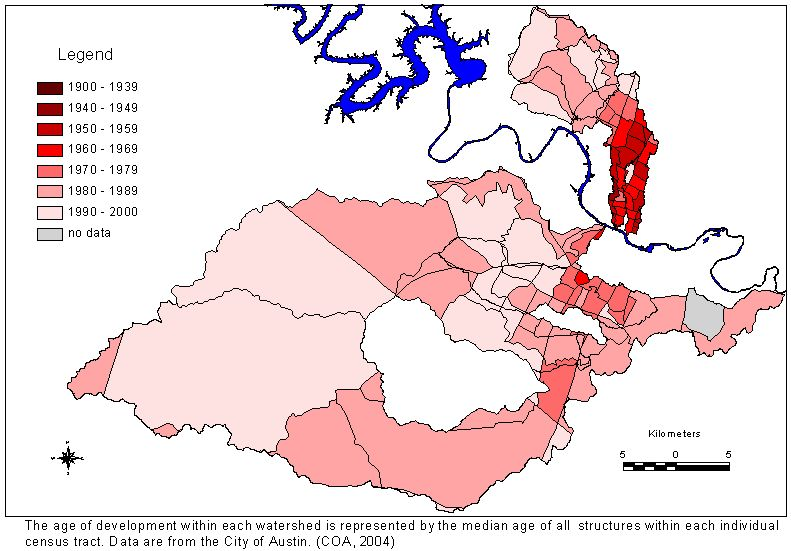 Legend
1900 - 1939
1940 - 1949
1950 - 1959
1960 - 1969
1970 - 1979
1980 - 1989
1990 - 2000
no data
Kilometers
5 0 5
The age of development within each watershed is represented by the median age of all structures within each individual
census tract. Data are from the City of Austin. (COA, 2004)